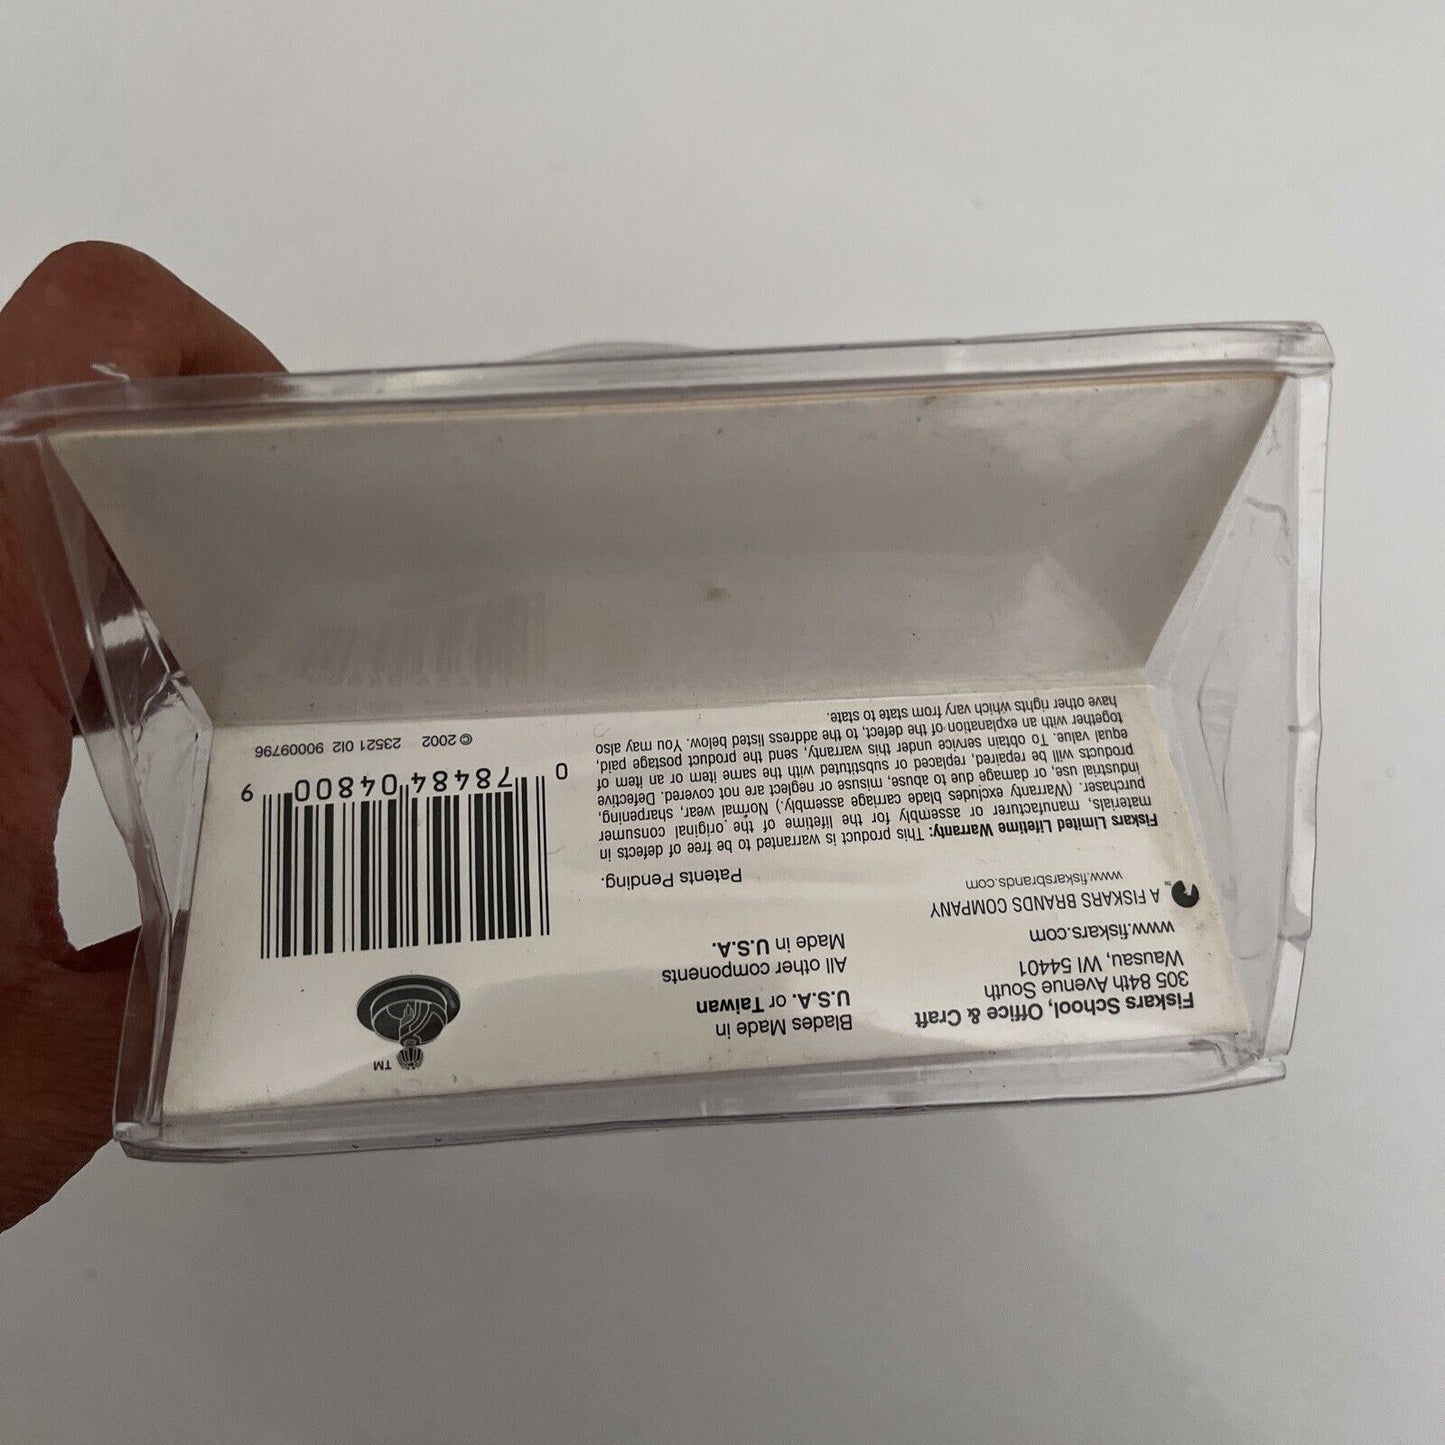 Fiskars School, Office & Craft
305 84th Avenue South
Wausau, WI 54401
www.fiskars.com
A FISKARS BRANDS COMPANY™
www.fiskarsbrands.com
Blades Made in
U.S.A. or Taiwan
All other components
Made in U.S.A.
Patents Pending.
Fiskars Limited Lifetime Warranty: This product is warranted to be free of defects in
materials, manufacturer or assembly for the lifetime of the original consumer
purchaser. (Warranty excludes blade carriage assembly.) Normal wear, sharpening,
industrial use, or damage due to abuse, misuse or neglect are not covered. Defective
products will be repaired, replaced or substituted with the same item or an item of
equal value. To obtain service under this warranty, send the product, postage paid,
together with an explanation of the defect, to the address listed below. You may also
have other rights which vary from state to state.
TM
0 78484 04800 9
© 2002 23521 012 90009796